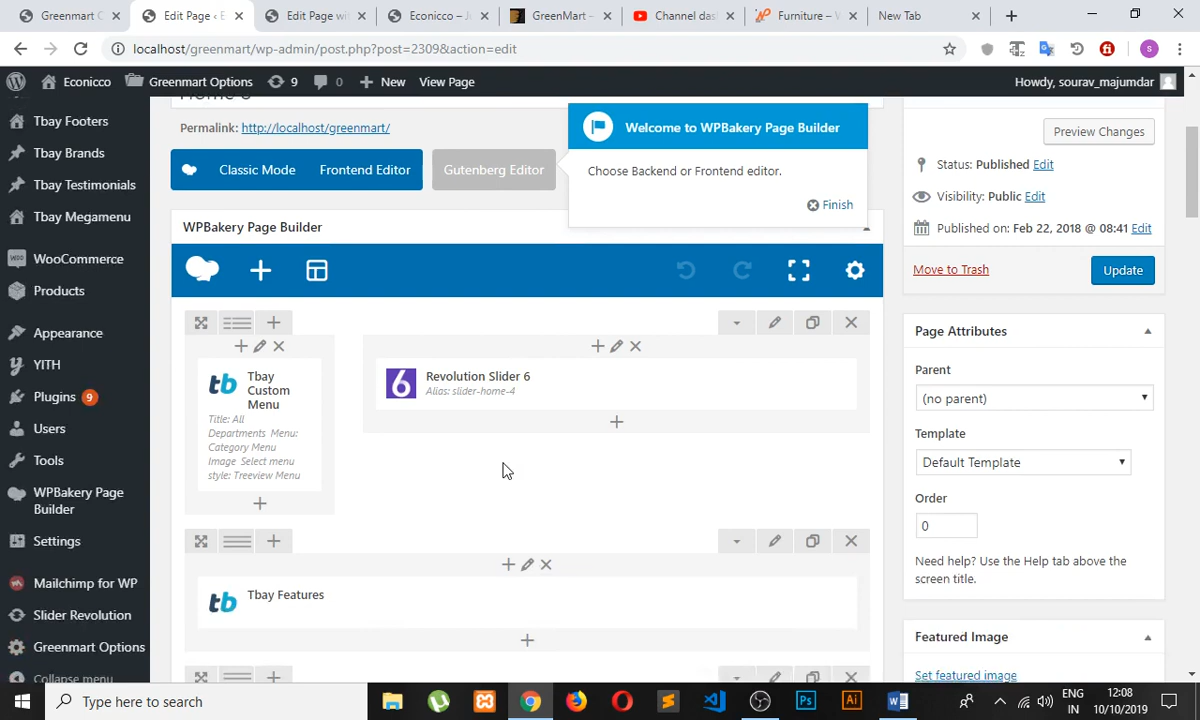 Greenmart C
Edit Page ‹ E
Edit Page wi
Econicco – J
GreenMart –
Channel das
Furniture – W
New Tab
localhost/greenmart/wp-admin/post.php?post=2309&action=edit
Econicco
Greenmart Options
9
0
New
View Page
Howdy, sourav_majumdar
Tbay Footers
Tbay Brands
Tbay Testimonials
Tbay Megamenu
WooCommerce
Products
Appearance
YITH
Plugins 9
Users
Tools
WPBakery Page
Builder
Settings
Mailchimp for WP
Slider Revolution
Greenmart Options
Collapse menu
Permalink: http://localhost/greenmart/
Classic Mode
Frontend Editor
Gutenberg Editor
Welcome to WPBakery Page Builder
Choose Backend or Frontend editor.
Finish
WPBakery Page Builder
Tbay
Custom
Menu
Title: All
Departments Menu:
Category Menu
Image Select menu
style: Treeview Menu
6
Revolution Slider 6
Alias: slider-home-4
Tbay Features
Preview Changes
Status: Published Edit
Visibility: Public Edit
Published on: Feb 22, 2018 @ 08:41 Edit
Move to Trash
Update
Page Attributes
Parent
(no parent)
Template
Default Template
Order
0
Need help? Use the Help tab above the
screen title.
Featured Image
Set featured image
Type here to search
ENG
IN
12:08
10/10/2019